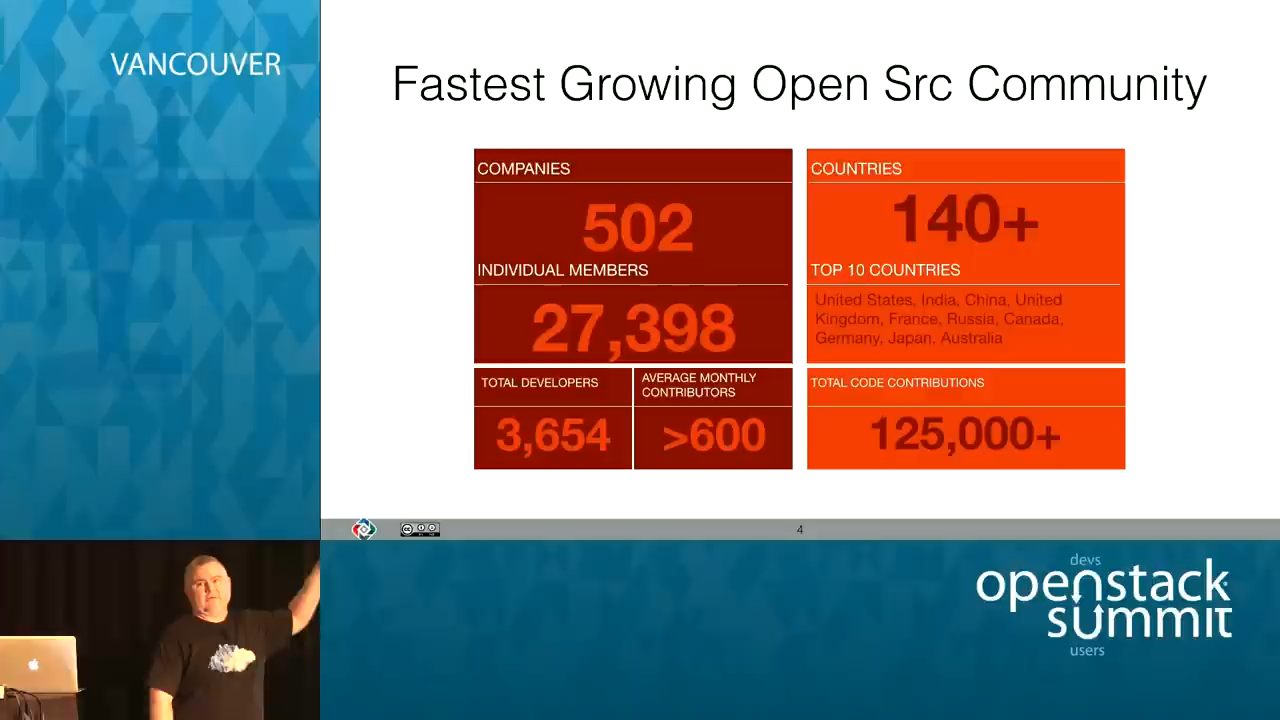 VANCOUVER
Fastest Growing Open Src Community
COMPANIES
502
INDIVIDUAL MEMBERS
27,398
TOTAL DEVELOPERS
3,654
AVERAGE MONTHLY
CONTRIBUTORS
>600
COUNTRIES
140+
TOP 10 COUNTRIES
United States, India, China, United
Kingdom, France, Russia, Canada,
Germany, Japan, Australia
TOTAL CODE CONTRIBUTIONS
125,000+
4
devs
openstack
summit
users